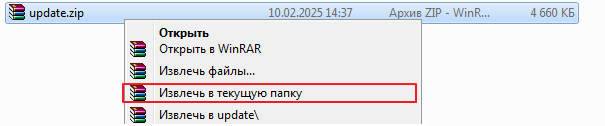 update.zip 10.02.2025 14:37 Архив ZIP - WinR... 4 660 КБ
Открыть
Открыть в WinRAR
Извлечь файлы...
Извлечь в текущую папку
Извлечь в update\